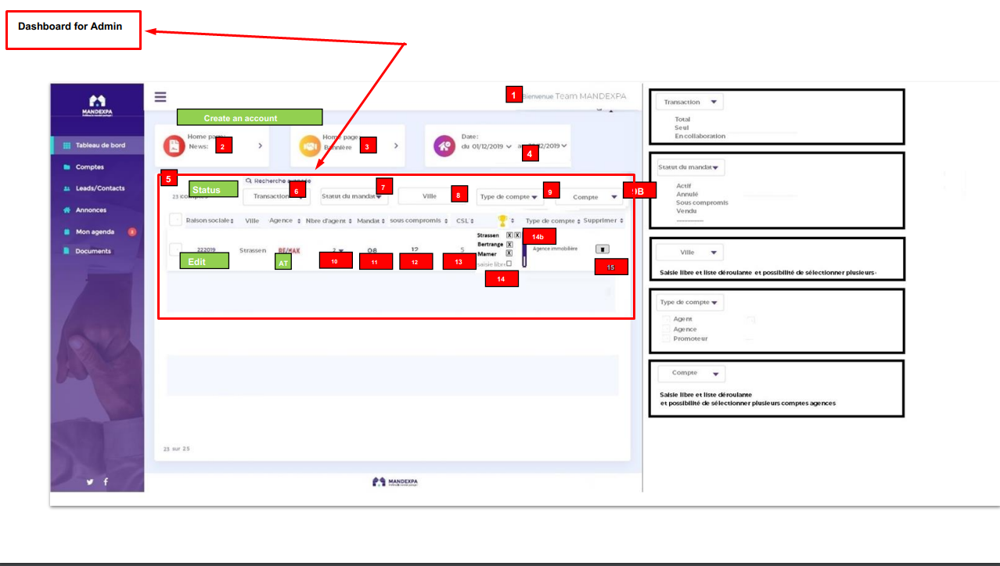 Dashboard for Admin
MANDEXPA
Tableau de bord
Comptes
Leads/Contacts
Annonces
Mon agenda 3
Documents
1
Bienvenue Team MANDEXPA
Create an account
Home page
News: 2
Home page:
Bannière 3
Date:
du 01/12/2019 au /12/2019
4
5
Status
23
Recherche avancée
Transaction
6
Statut du mandat
7
Ville
8
Type de compte
9
Compte
9B
Raison sociale Ville Agence Nbre d'agent Mandat sous compromis CSL Type de compte Supprimer
222019 Strassen RE/MAX 2 08 12 5
Edit
AT
10
11
12
13
Strassen X X
Bertrange X
Mamer X
saisie libre
14b
14
Agence immobilière
15
23 sur 25
MANDEXPA
Transaction
Total
Seul
En collaboration
Statut du mandat
Actif
Annulé
Sous compromis
Vendu
..............
Ville
Saisie libre et liste déroulante et possibilité de sélectionner plusieurs
Type de compte
Agent
Agence
Promoteur
Compte
Saisie libre et liste déroulante
et possibilité de sélectionner plusieurs comptes agences